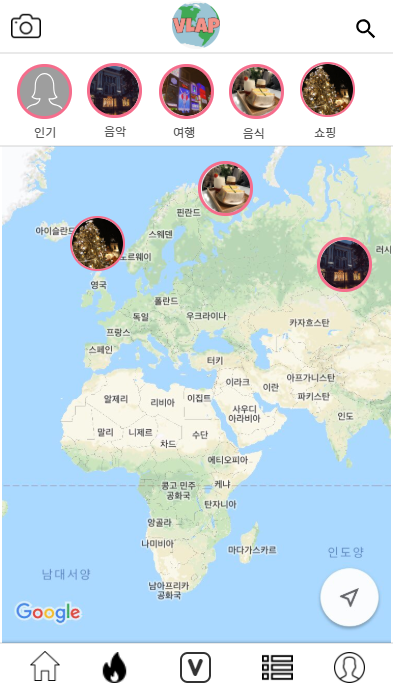 VLAP
인기
음악
여행
음식
쇼핑
핀란드
아이슬란
스웨덴
노르웨이
러시
영국
폴란드
독일
우크라이나
프랑스
카자흐스탄
스페인
터키
이라크
이란
아프가니스탄
파키스탄
알제리
리비아
이집트
사우디
아라비아
인도
말리
니제르
차드
수단
에티오피아
콩고 민주
공화국
케냐
탄자니아
앙골라
나미비아
마다가스카르
인도양
남대서양
남아프리카
공화국
Google
V